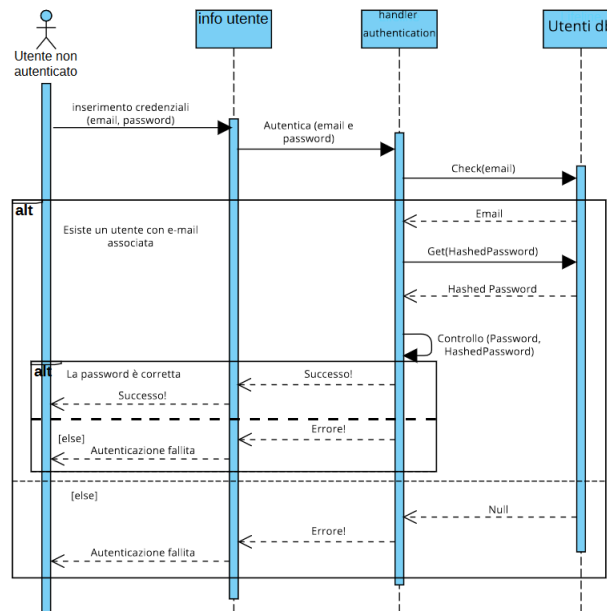 info utente
handler
authentication
Utenti db
Utente non
autenticato
inserimento credenziali
(email, password)
Autentica (email e
password)
Check(email)
alt
Email
Esiste un utente con e-mail
associata
Get(HashedPassword)
Hashed Password
Controllo (Password,
HashedPassword)
alt
La password è corretta
Successo!
Successo!
Errore!
[else]
Autenticazione fallita
[else]
Null
Errore!
Autenticazione fallita